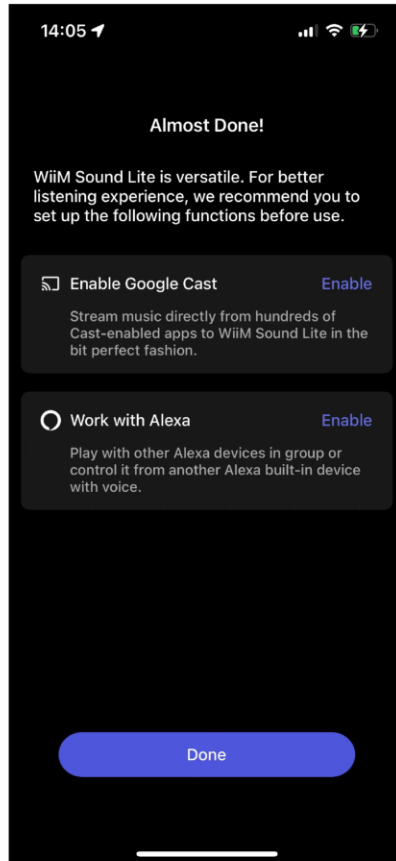 14:05
Almost Done!
WiiM Sound Lite is versatile. For better
listening experience, we recommend you to
set up the following functions before use.
Enable Google Cast Enable
Stream music directly from hundreds of
Cast-enabled apps to WiiM Sound Lite in the
bit perfect fashion.
Work with Alexa Enable
Play with other Alexa devices in group or
control it from another Alexa built-in device
with voice.
Done